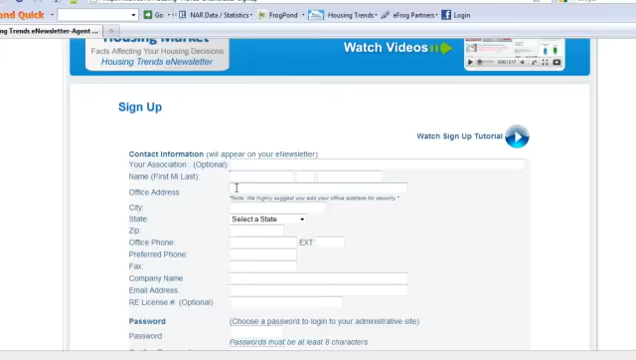 ond Quick
Go
NAR Data / Statistics
FrogPond
Housing Trends
eFrog Partners
Login
ng Trends eNewsletter-Agent ...
Housing Market
Facts Affecting Your Housing Decisions
Housing Trends eNewsletter
Watch Videos
Sign Up
Watch Sign Up Tutorial
Contact Information (will appear on your eNewsletter)
Your Association (Optional)
Name (First MI Last)
Office Address
*Note: We highly suggest you add your office address for security.*
City:
State
Select a State
Zip:
Office Phone:
EXT:
Preferred Phone:
Fax:
Company Name
Email Address
RE License #: (Optional)
Password
(Choose a password to login to your administrative site)
Password
Passwords must be at least 8 characters.